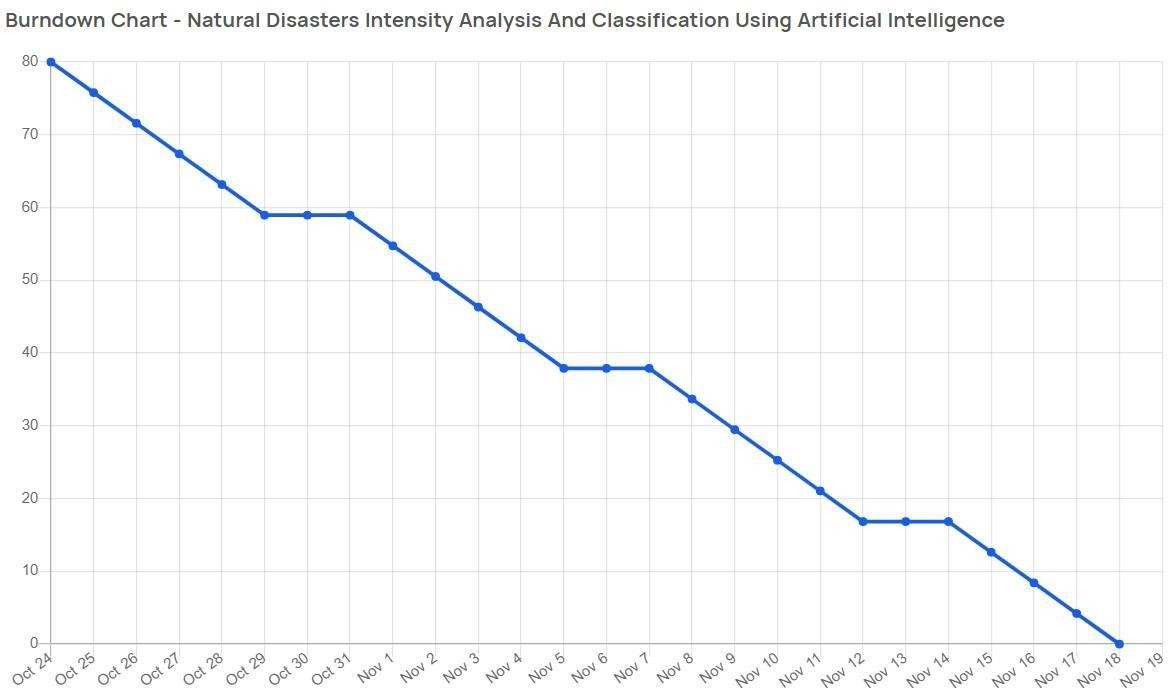 Burndown Chart - Natural Disasters Intensity Analysis And Classification Using Artificial Intelligence
80
70
60
50
40
30
20
10
0
Oct 24
Oct 25
Oct 26
Oct 27
Oct 28
Oct 29
Oct 30
Oct 31
Nov 1
Nov 2
Nov 3
Nov 4
Nov 5
Nov 6
Nov 7
Nov 8
Nov 9
Nov 10
Nov 11
Nov 12
Nov 13
Nov 14
Nov 15
Nov 16
Nov 17
Nov 18
Nov 19